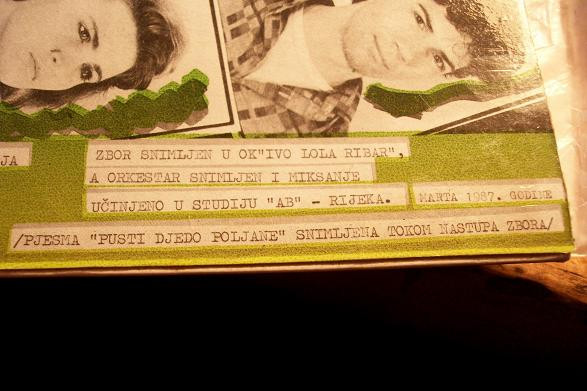 JA
ZBOR SNIMLJEN U OK"IVO LOLA RIBAR",
A ORKESTAR SNIMLJEN I MIKSANJE
UČINJENO U STUDIJU "AB" - RIJEKA. MARTA 1987. GODINE
/PJESMA "PUSTI DJEDO POLJANE" SNIMLJENA TOKOM NASTUPA ZBORA/